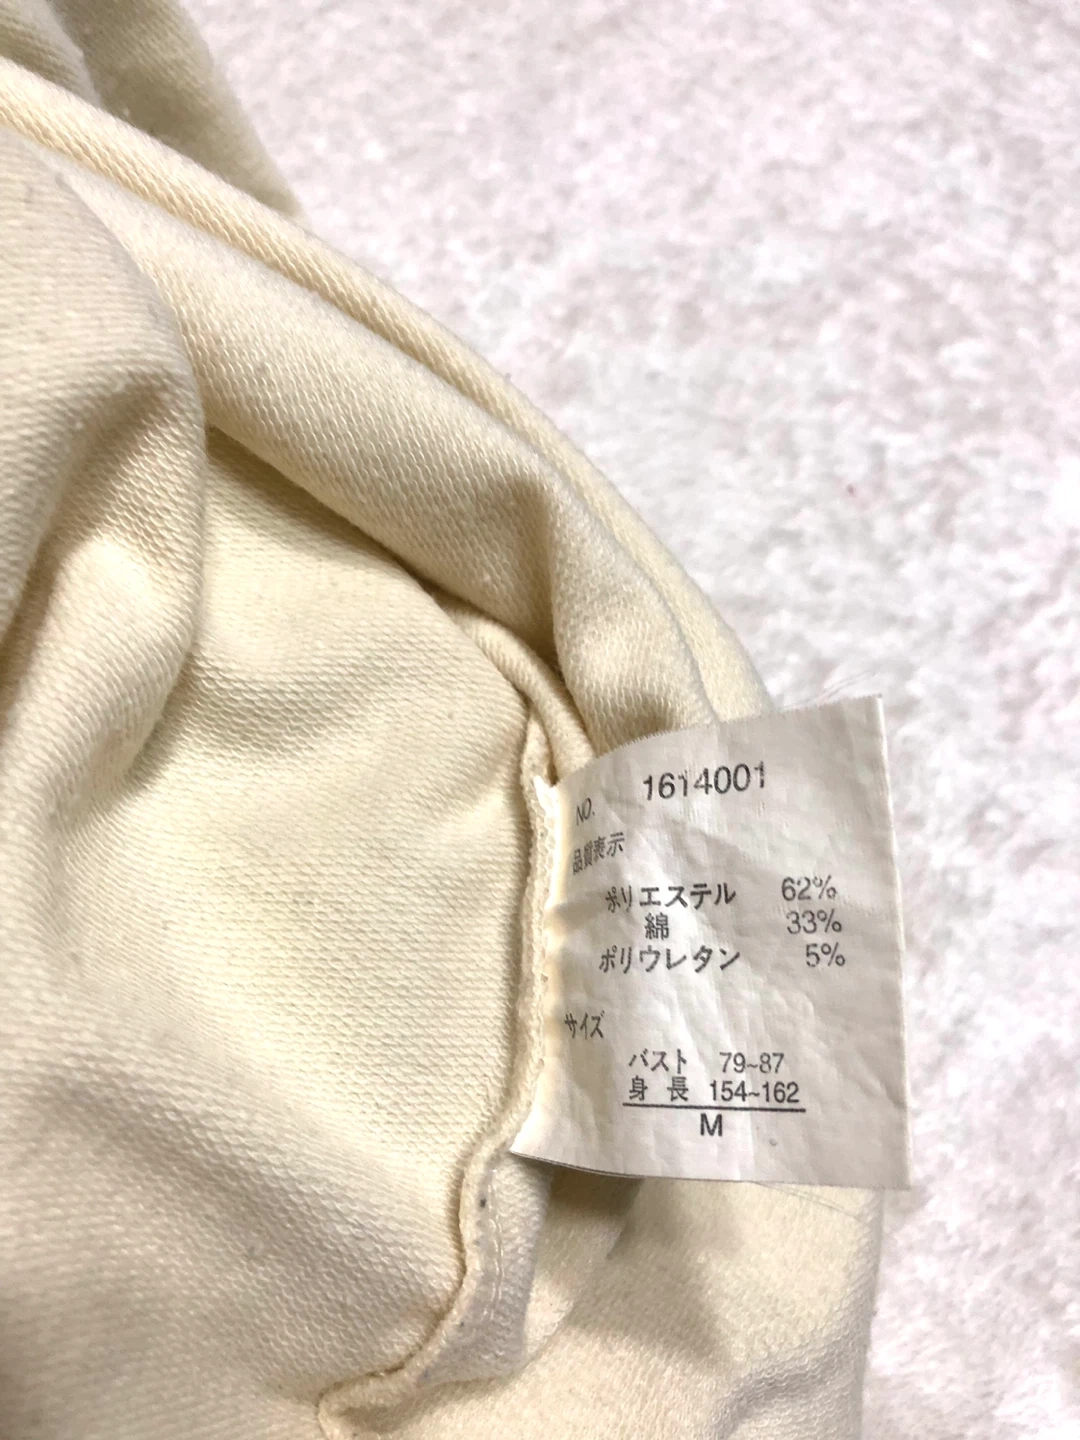 NO. 1614001
品質表示
ポリエステル 62%
綿 33%
ポリウレタン 5%
サイズ
バスト 79~87
身長 154~162
M